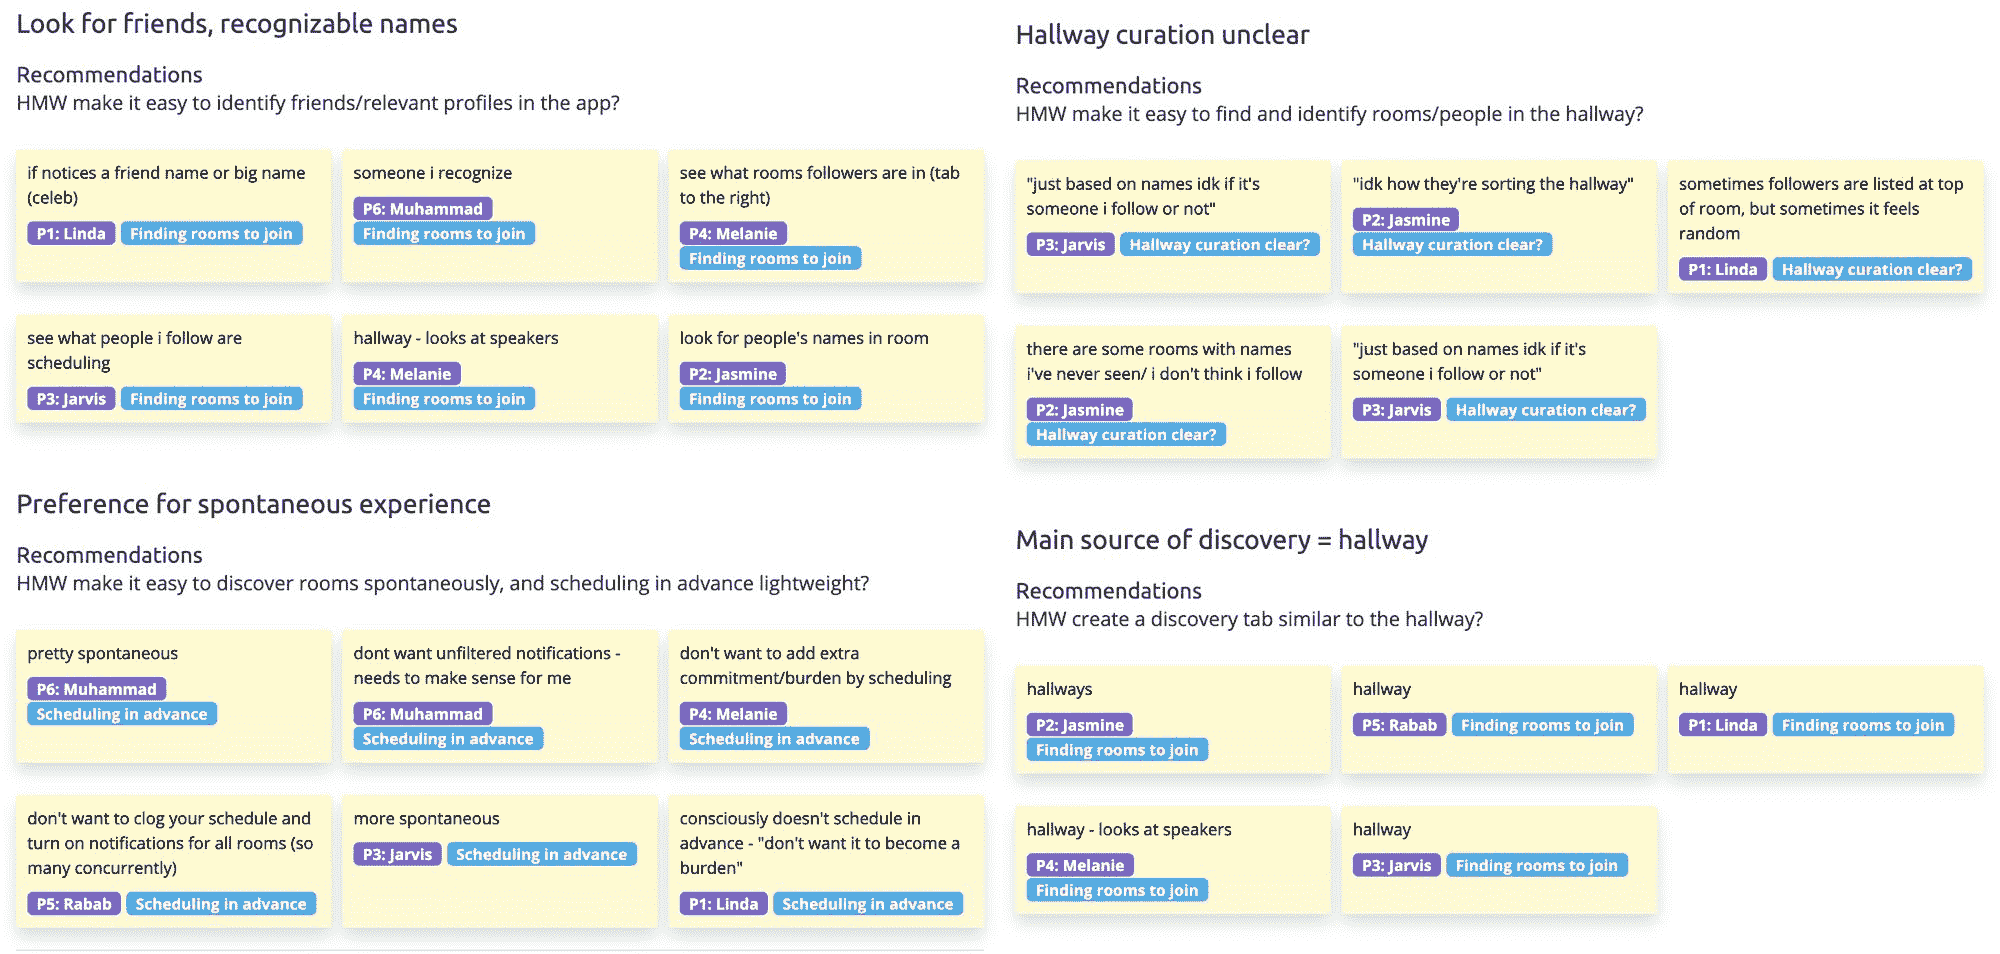 Look for friends, recognizable names
Recommendations
HMW make it easy to identify friends/relevant profiles in the app?
if notices a friend name or big name
(celeb)
P1: Linda Finding rooms to join
someone i recognize
P6: Muhammad
Finding rooms to join
see what rooms followers are in (tab
to the right)
P4: Melanie
Finding rooms to join
see what people i follow are
scheduling
P3: Jarvis Finding rooms to join
hallway - looks at speakers
P4: Melanie
Finding rooms to join
look for people's names in room
P2: Jasmine
Finding rooms to join
Preference for spontaneous experience
Recommendations
HMW make it easy to discover rooms spontaneously, and scheduling in advance lightweight?
pretty spontaneous
P6: Muhammad
Scheduling in advance
dont want unfiltered notifications -
needs to make sense for me
P6: Muhammad
Scheduling in advance
don't want to add extra
commitment/burden by scheduling
P4: Melanie
Scheduling in advance
don't want to clog your schedule and
turn on notifications for all rooms (so
many concurrently)
P5: Rabab Scheduling in advance
more spontaneous
P3: Jarvis Scheduling in advance
consciously doesn't schedule in
advance - "don't want it to become a
burden"
P1: Linda Scheduling in advance
Hallway curation unclear
Recommendations
HMW make it easy to find and identify rooms/people in the hallway?
"just based on names idk if it's
someone i follow or not"
P3: Jarvis Hallway curation clear?
"idk how they're sorting the hallway"
P2: Jasmine
Hallway curation clear?
sometimes followers are listed at top
of room, but sometimes it feels
random
P1: Linda Hallway curation clear?
there are some rooms with names
i've never seen/ i don't think i follow
P2: Jasmine
Hallway curation clear?
"just based on names idk if it's
someone i follow or not"
P3: Jarvis Hallway curation clear?
Main source of discovery = hallway
Recommendations
HMW create a discovery tab similar to the hallway?
hallways
P2: Jasmine
Finding rooms to join
hallway
P5: Rabab Finding rooms to join
hallway
P1: Linda Finding rooms to join
hallway - looks at speakers
P4: Melanie
Finding rooms to join
hallway
P3: Jarvis Finding rooms to join